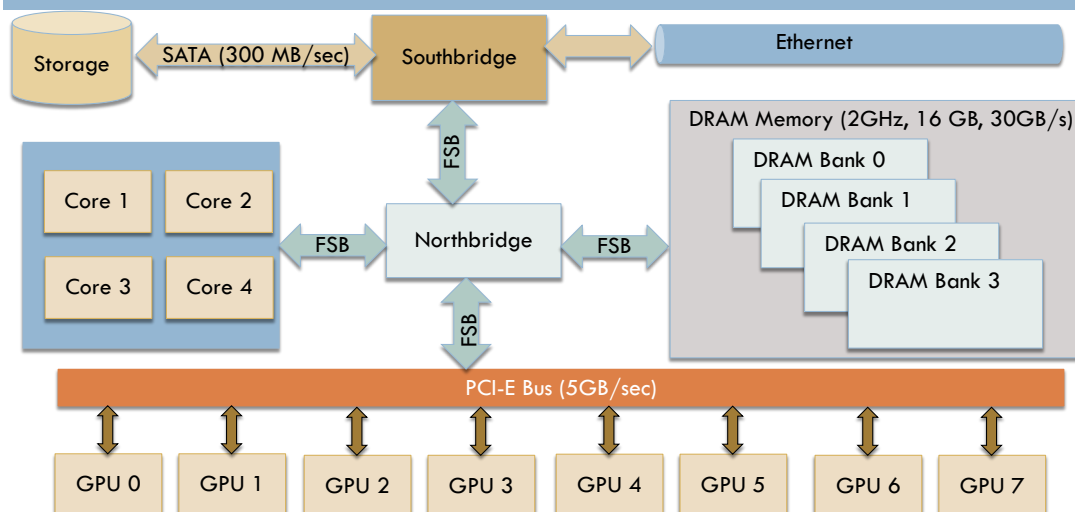 Storage
SATA (300 MB/sec)
Southbridge
Ethernet
FSB
DRAM Memory (2GHz, 16 GB, 30GB/s)
DRAM Bank 0
DRAM Bank 1
DRAM Bank 2
DRAM Bank 3
Core 1
Core 2
Core 3
Core 4
FSB
Northbridge
FSB
FSB
PCI-E Bus (5GB/sec)
GPU 0
GPU 1
GPU 2
GPU 3
GPU 4
GPU 5
GPU 6
GPU 7